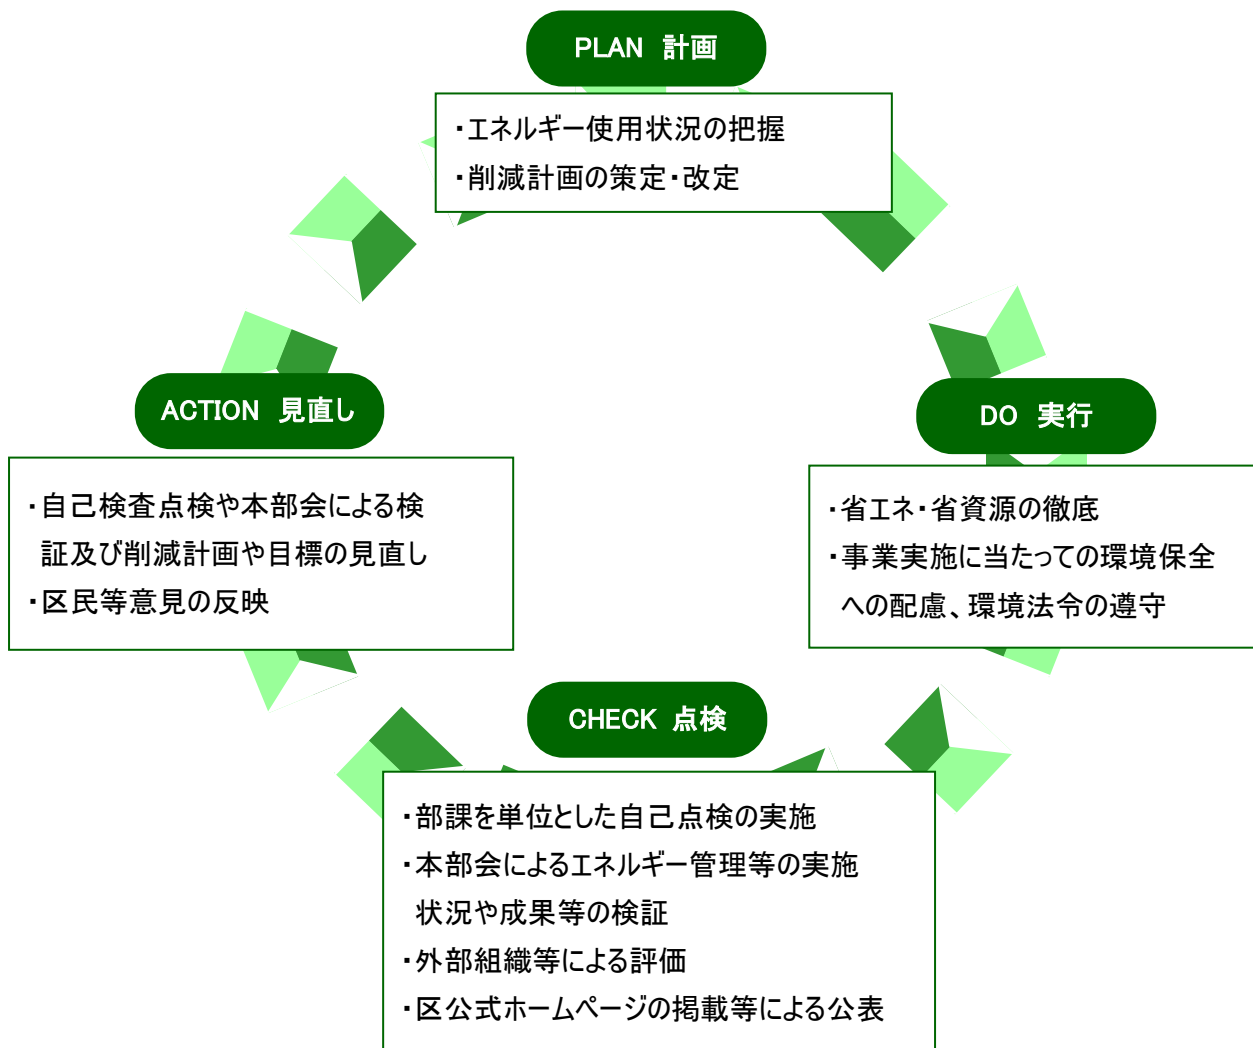 PLAN 計画
・エネルギー使用状況の把握
・削減計画の策定・改定
ACTION 見直し
・自己検査点検や本部会による検
証及び削減計画や目標の見直し
・区民等意見の反映
DO 実行
・省エネ・省資源の徹底
・事業実施に当たっての環境保全
への配慮、環境法令の遵守
CHECK 点検
・部課を単位とした自己点検の実施
・本部会によるエネルギー管理等の実施
状況や成果等の検証
・外部組織等による評価
・区公式ホームページの掲載等による公表